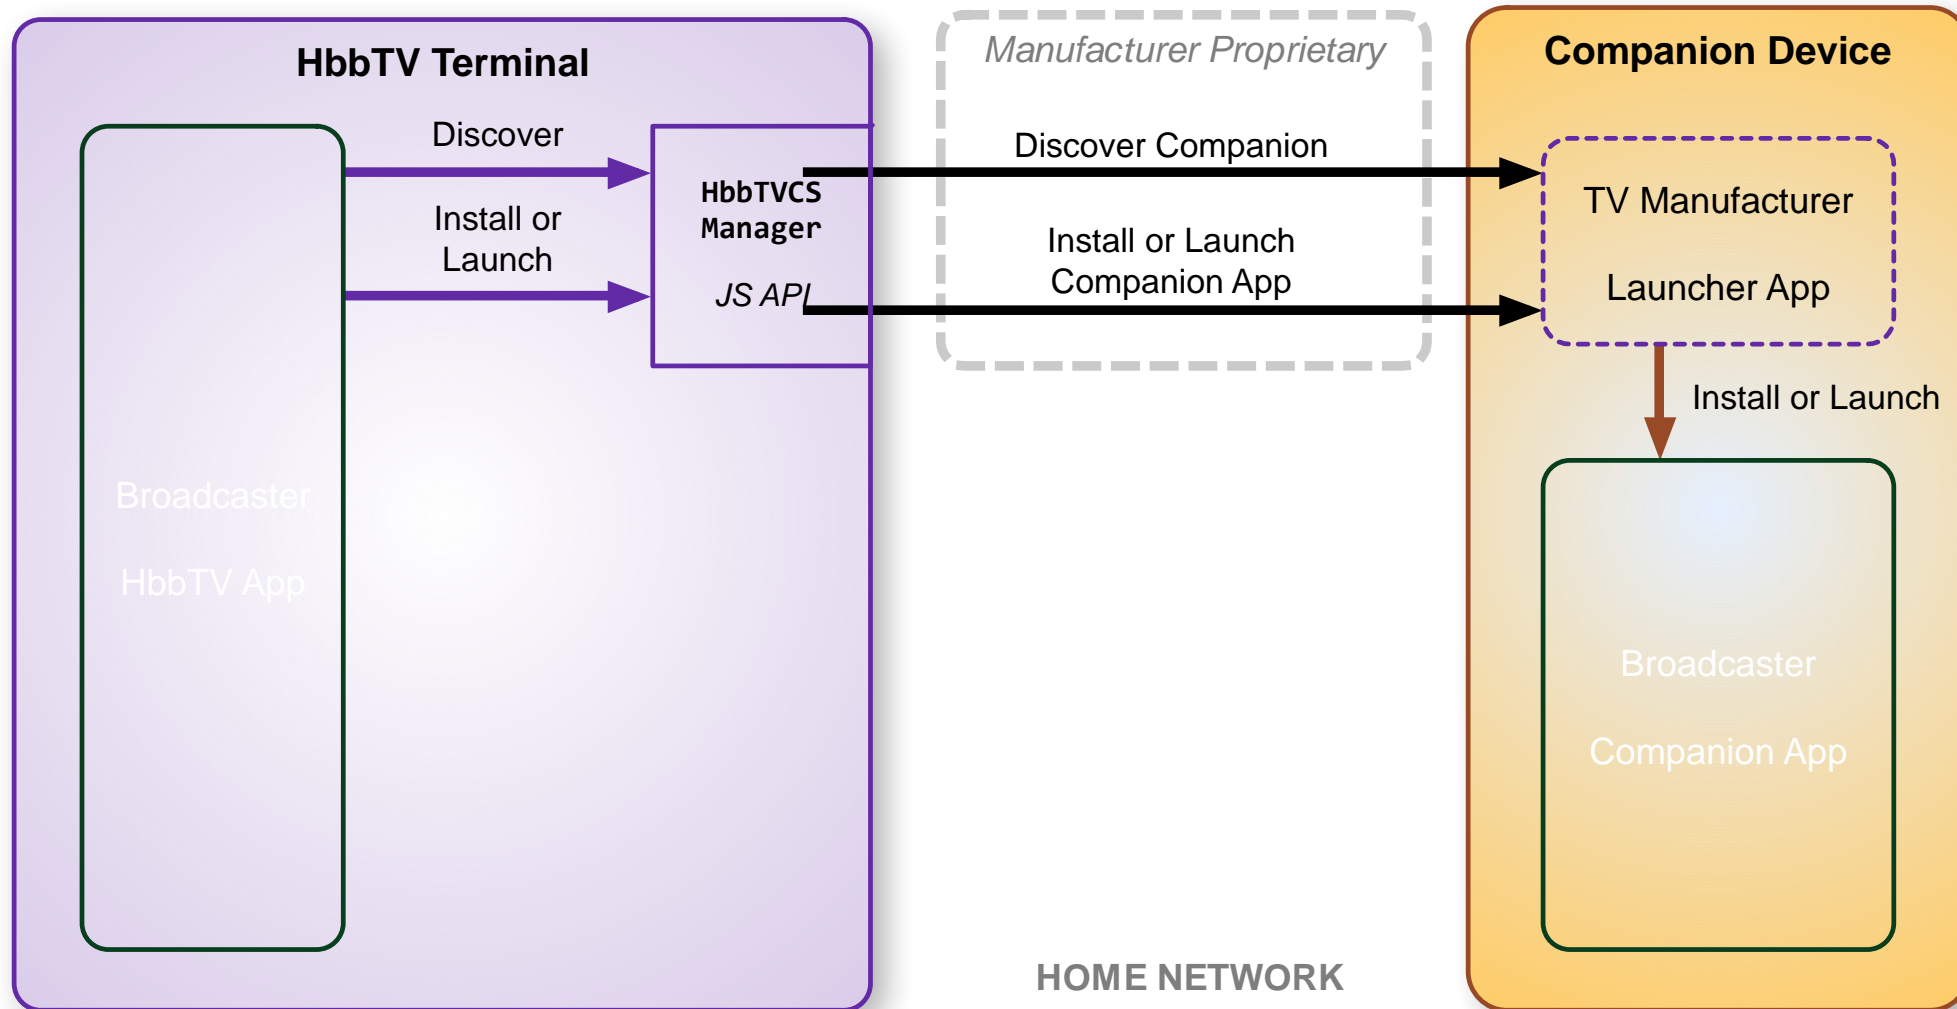 HbbTV Terminal
Discover
Install or
Launch
HbbTVCS
Manager
JS API
Broadcaster
HbbTV App
Manufacturer Proprietary
Discover Companion
Install or Launch
Companion App
HOME NETWORK
Companion Device
TV Manufacturer
Launcher App
Install or Launch
Broadcaster
Companion App